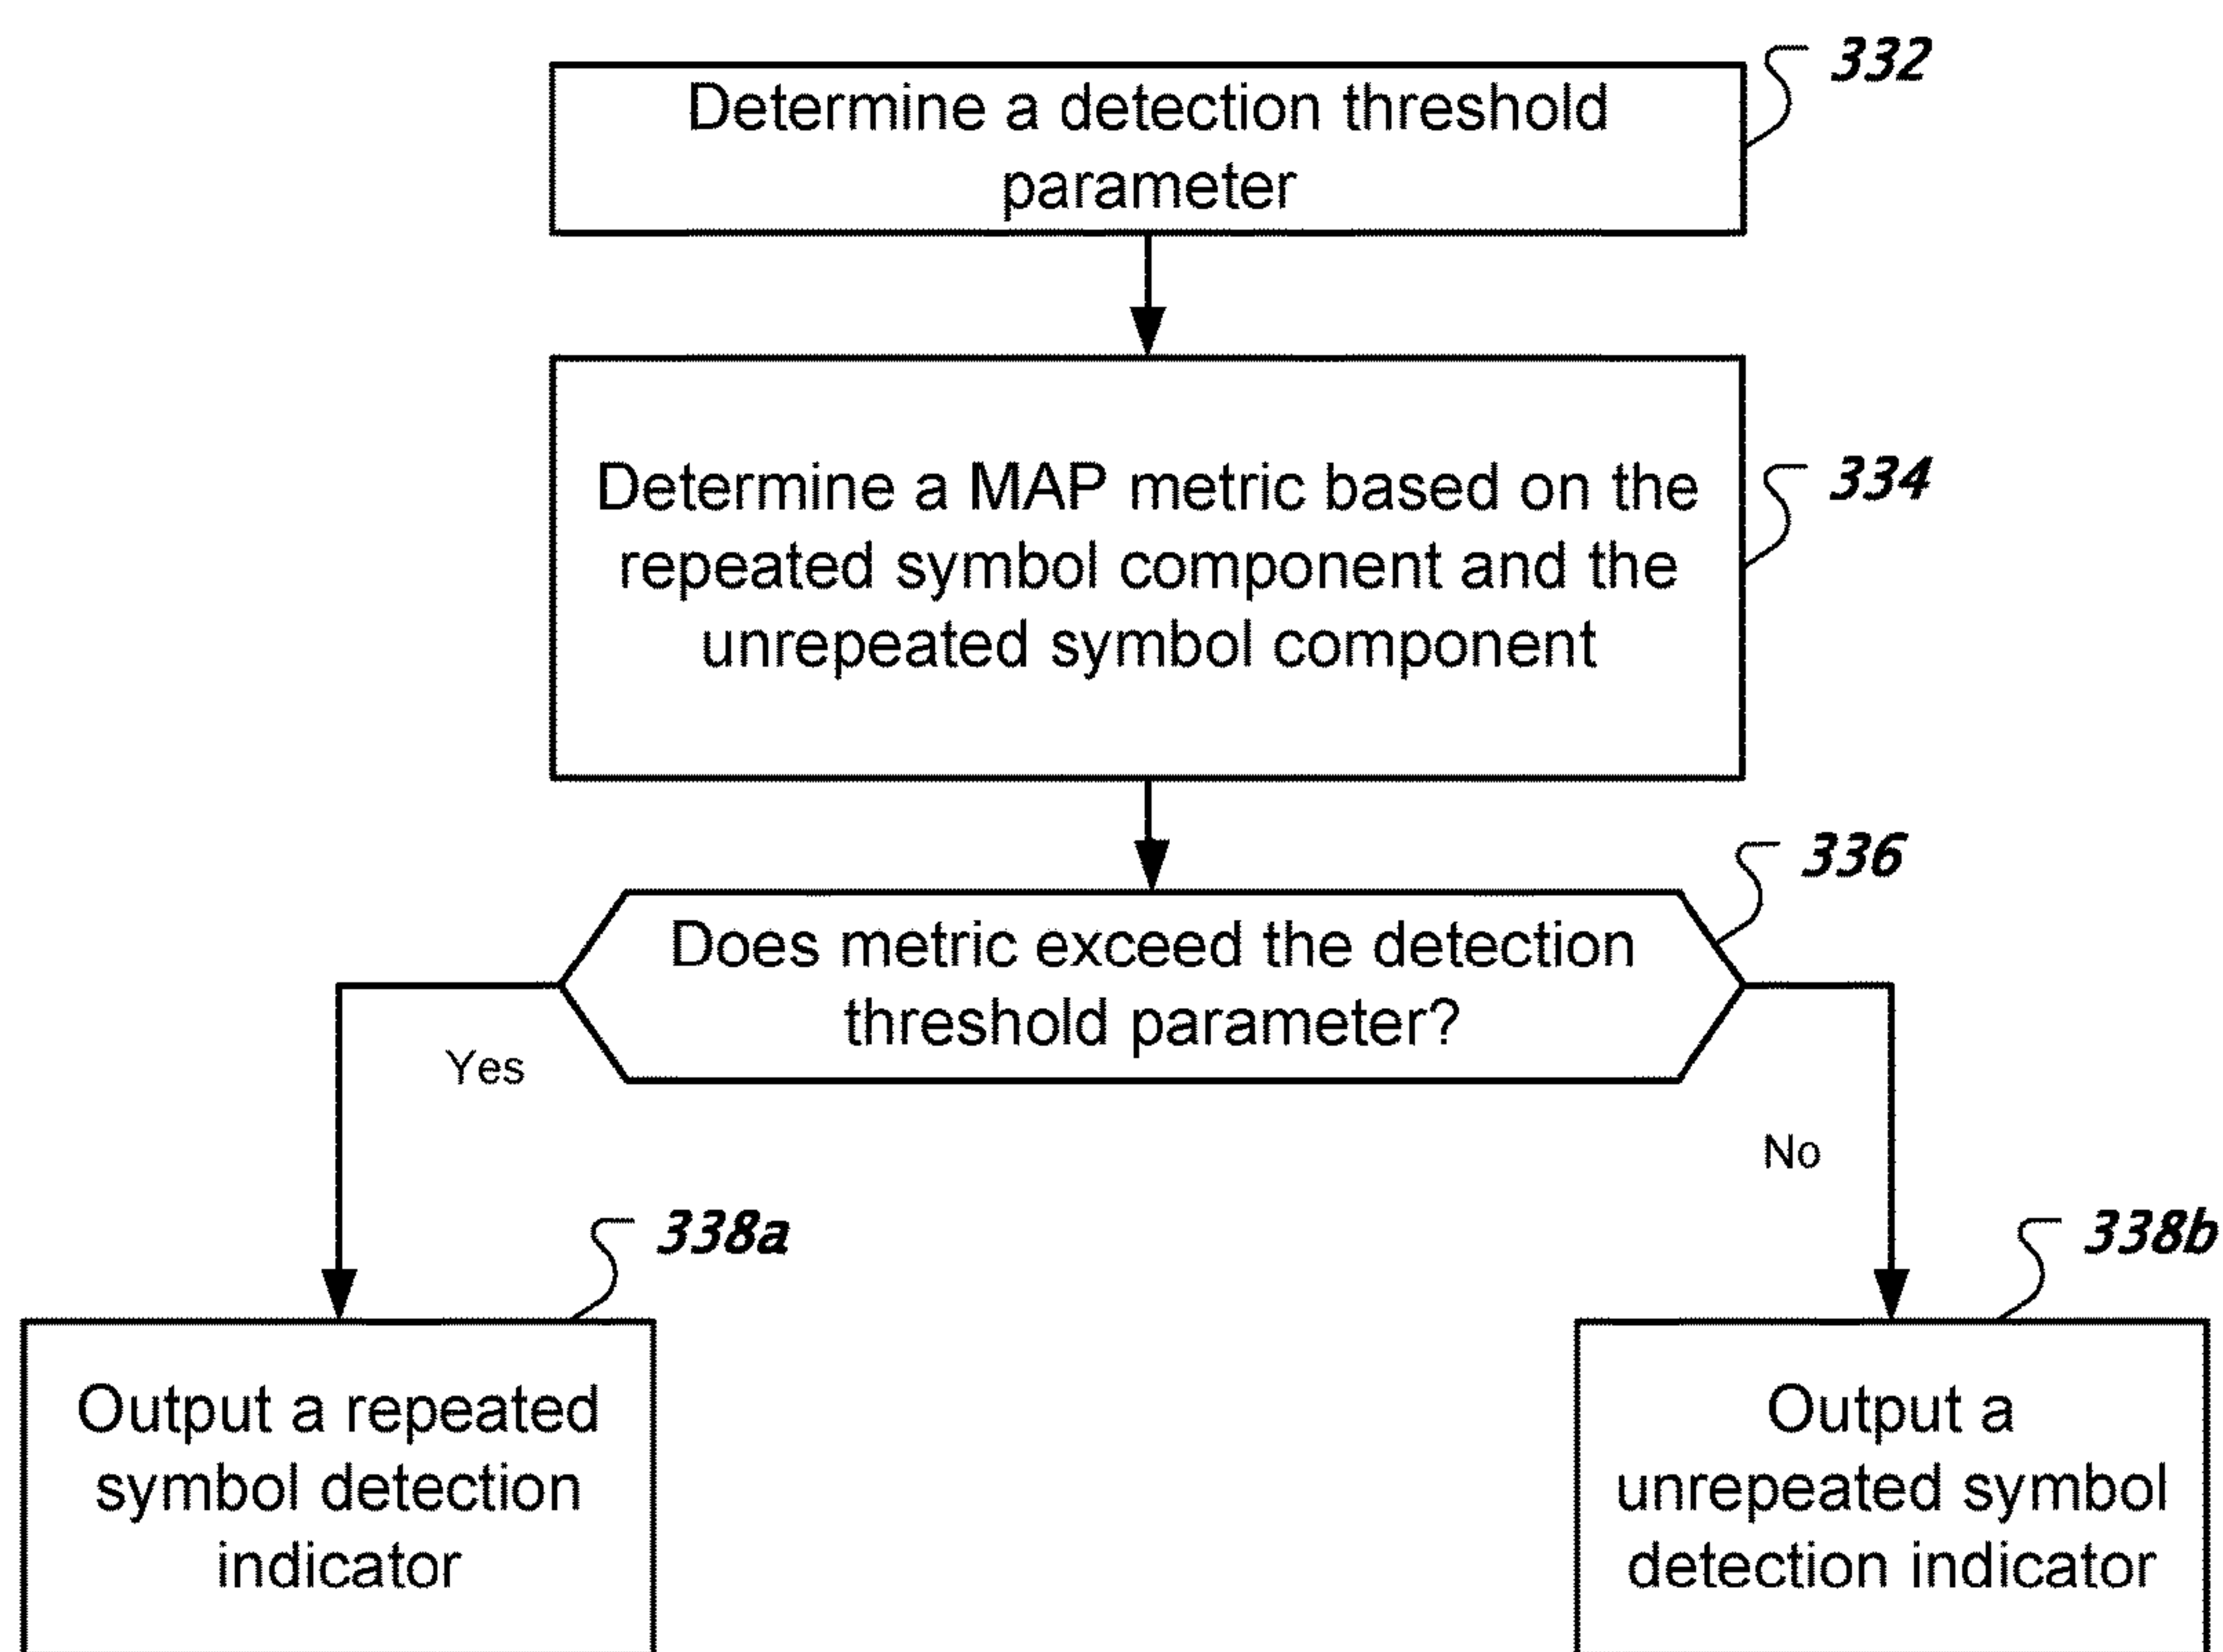 332
Determine a detection threshold
parameter
334
Determine a MAP metric based on the
repeated symbol component and the
unrepeated symbol component
336
Does metric exceed the detection
threshold parameter?
Yes
No
338a
338b
Output a repeated
symbol detection
indicator
Output a
unrepeated symbol
detection indicator